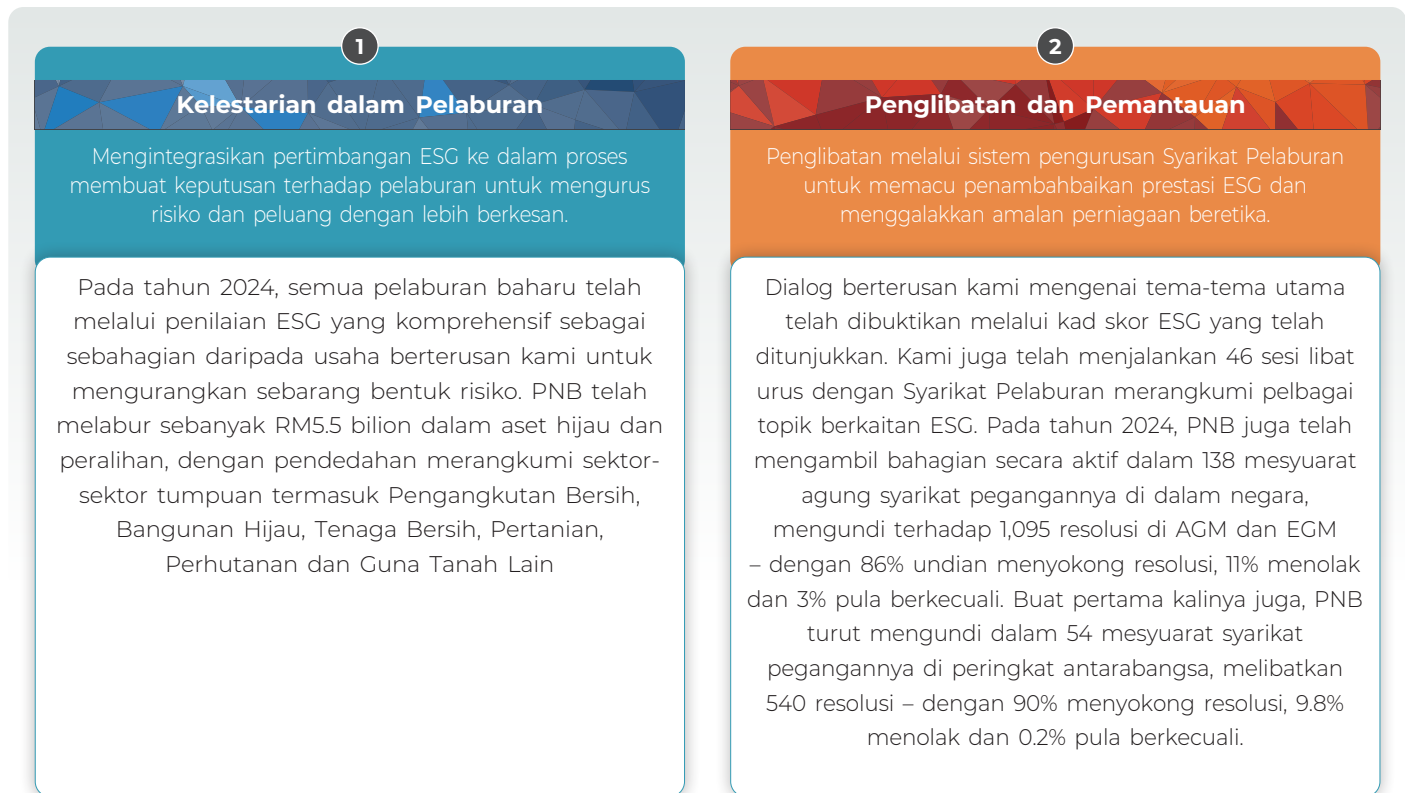 1
Kelestarian dalam Pelaburan
Mengintegrasikan pertimbangan ESG ke dalam proses
membuat keputusan terhadap pelaburan untuk mengurus
risiko dan peluang dengan lebih berkesan.
Pada tahun 2024, semua pelaburan baharu telah
melalui penilaian ESG yang komprehensif sebagai
sebahagian daripada usaha berterusan kami untuk
mengurangkan sebarang bentuk risiko. PNB telah
melabur sebanyak RM5.5 bilion dalam aset hijau dan
peralihan, dengan pendedahan merangkumi sektor-
sektor tumpuan termasuk Pengangkutan Bersih,
Bangunan Hijau, Tenaga Bersih, Pertanian,
Perhutanan dan Guna Tanah Lain
2
Penglibatan dan Pemantauan
Penglibatan melalui sistem pengurusan Syarikat Pelaburan
untuk memacu penambahbaikan prestasi ESG dan
menggalakkan amalan perniagaan beretika.
Dialog berterusan kami mengenai tema-tema utama
telah dibuktikan melalui kad skor ESG yang telah
ditunjukkan. Kami juga telah menjalankan 46 sesi libat
urus dengan Syarikat Pelaburan merangkumi pelbagai
topik berkaitan ESG. Pada tahun 2024, PNB juga telah
mengambil bahagian secara aktif dalam 138 mesyuarat
agung syarikat pegangannya di dalam negara,
mengundi terhadap 1,095 resolusi di AGM dan EGM
– dengan 86% undian menyokong resolusi, 11% menolak
dan 3% pula berkecuali. Buat pertama kalinya juga, PNB
turut mengundi dalam 54 mesyuarat syarikat
pegangannya di peringkat antarabangsa, melibatkan
540 resolusi – dengan 90% menyokong resolusi, 9.8%
menolak dan 0.2% pula berkecuali.